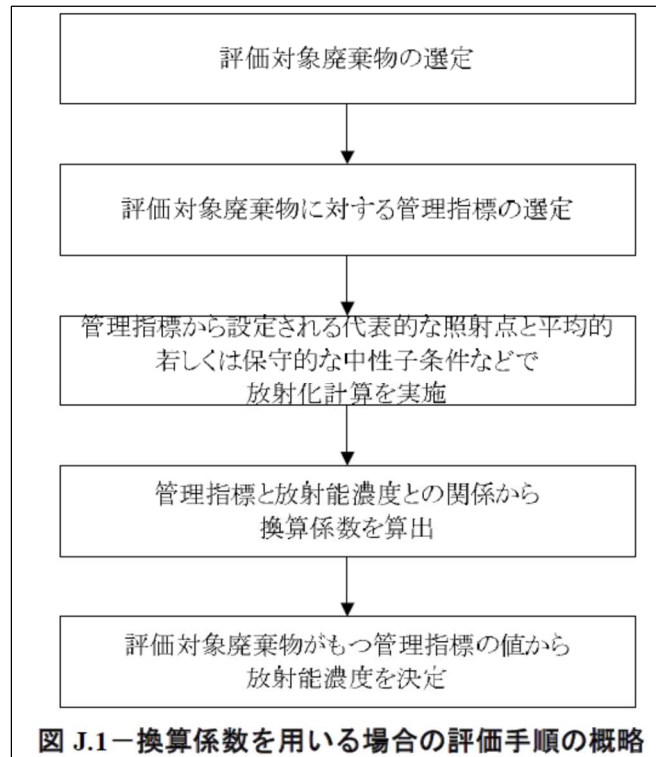 評価対象廃棄物の選定
評価対象廃棄物に対する管理指標の選定
管理指標から設定される代表的な照射点と平均的
若しくは保守的な中性子条件などで
放射化計算を実施
管理指標と放射能濃度との関係から
換算係数を算出
評価対象廃棄物がもつ管理指標の値から
放射能濃度を決定
図 J.1－換算係数を用いる場合の評価手順の概略